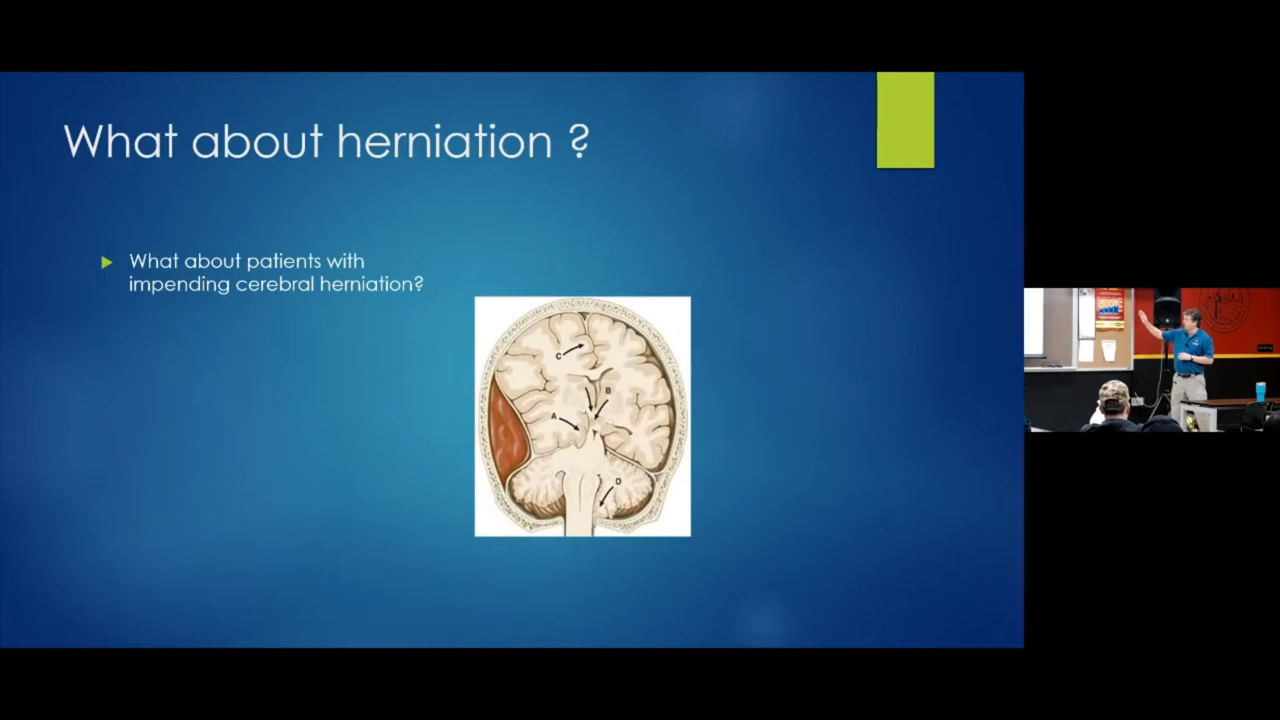 What about herniation ?
What about patients with
impending cerebral herniation?
C
B
A
D